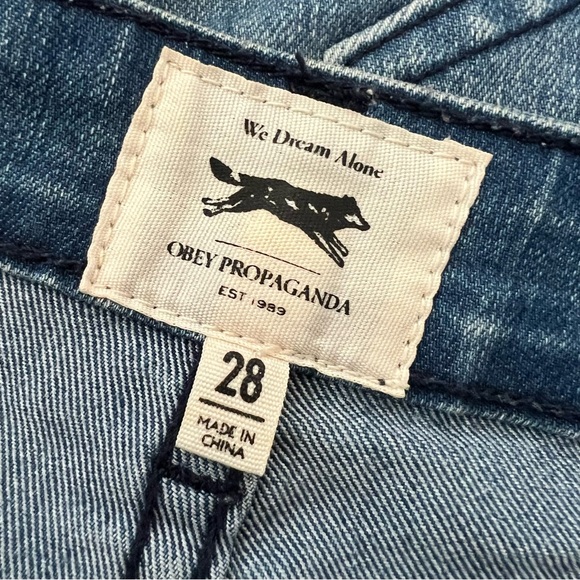 We Dream Alone
OBEY PROPAGANDA
EST 1989
28
MADE IN
CHINA